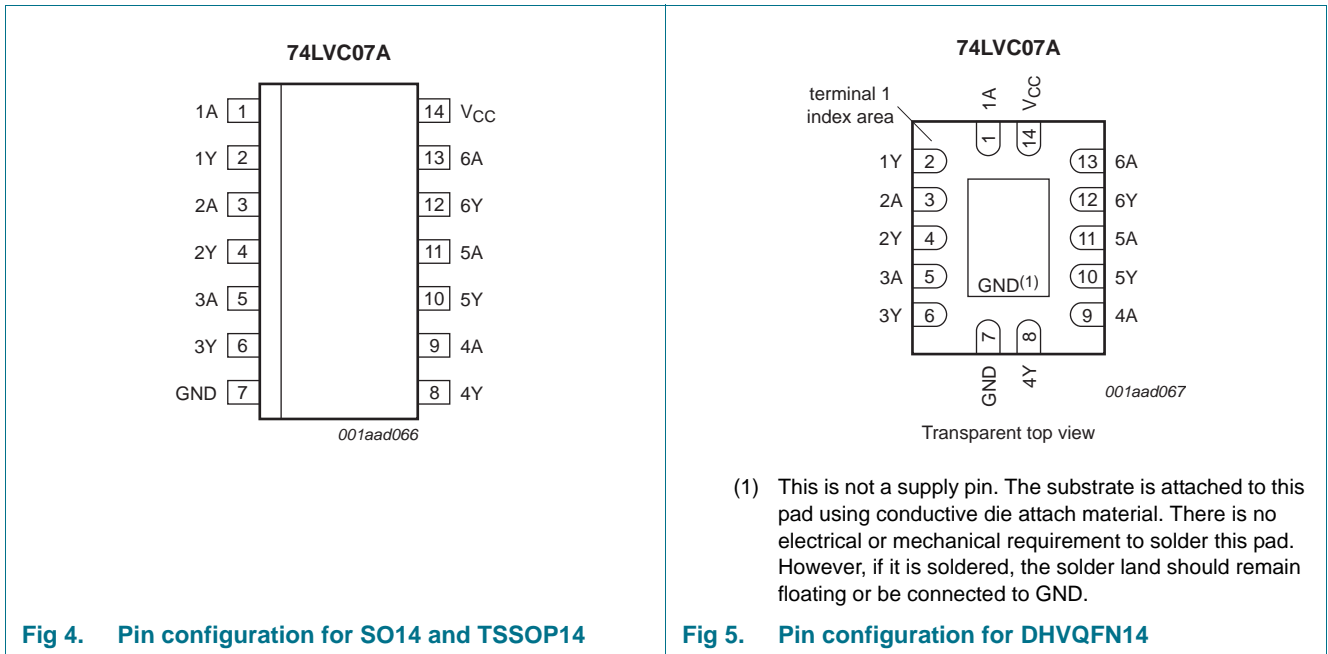 74LVC07A
1A 1 14 VCC
1Y 2 13 6A
2A 3 12 6Y
2Y 4 11 5A
3A 5 10 5Y
3Y 6 9 4A
GND 7 8 4Y
001aad066
Fig 4. Pin configuration for SO14 and TSSOP14
74LVC07A
terminal 1
index area
1A VCC
1 14
1Y 2 13 6A
2A 3 12 6Y
2Y 4 11 5A
3A 5 10 5Y
GND(1)
3Y 6 9 4A
7 8
GND 4Y
001aad067
Transparent top view
(1) This is not a supply pin. The substrate is attached to this
pad using conductive die attach material. There is no
electrical or mechanical requirement to solder this pad.
However, if it is soldered, the solder land should remain
floating or be connected to GND.
Fig 5. Pin configuration for DHVQFN14